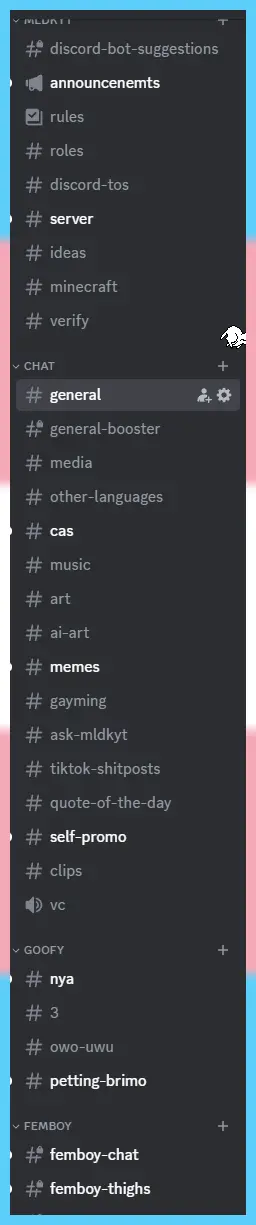 MLDKYT
discord-bot-suggestions
announcenemts
rules
roles
discord-tos
server
ideas
minecraft
verify
CHAT
general
general-booster
media
other-languages
cas
music
art
ai-art
memes
gayming
ask-mldkyt
tiktok-shitposts
quote-of-the-day
self-promo
clips
vc
GOOFY
nya
3
owo-uwu
petting-brimo
FEMBOY
femboy-chat
femboy-thighs